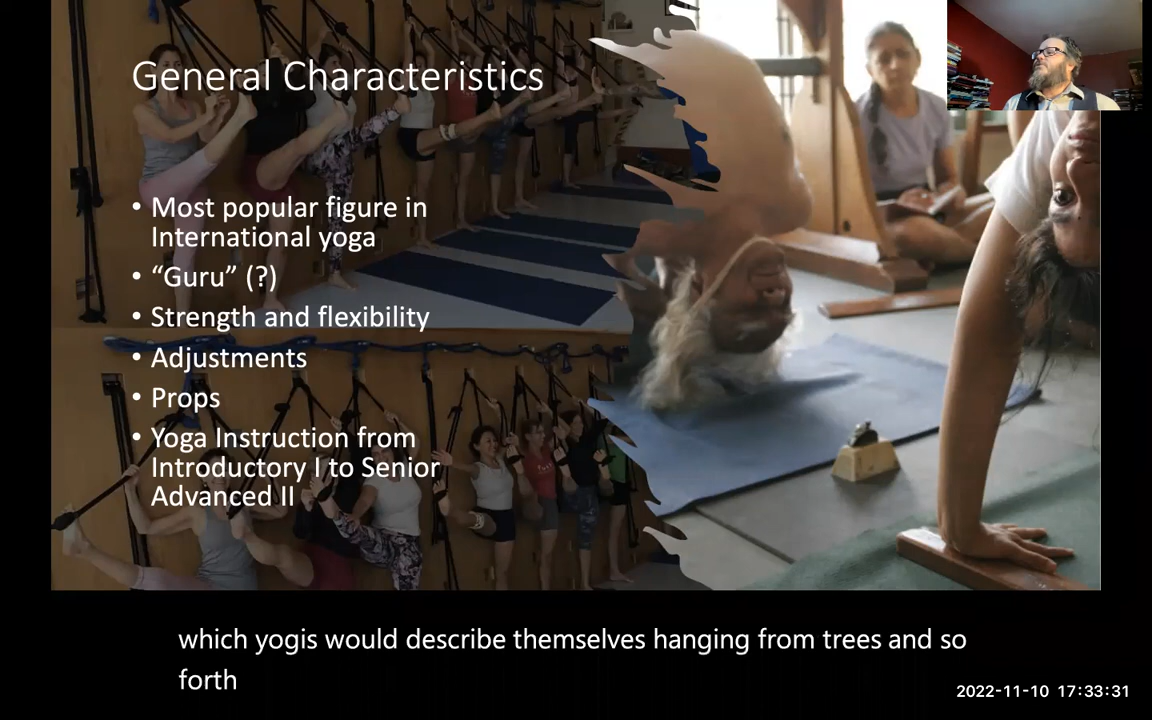 General Characteristics
• Most popular figure in
International yoga
• “Guru” (?)
• Strength and flexibility
• Adjustments
• Props
• Yoga Instruction from
Introductory I to Senior
Advanced II
which yogis would describe themselves hanging from trees and so
forth
2022-11-10 17:33:31